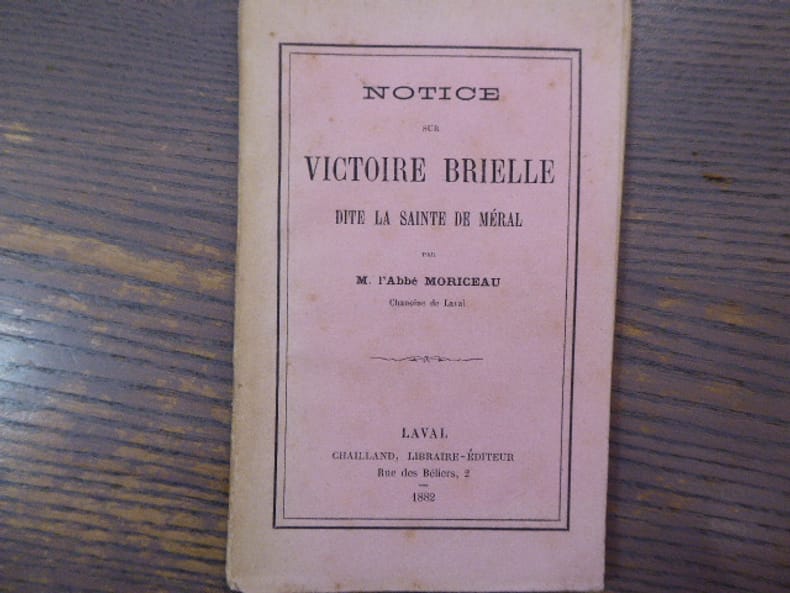 NOTICE
SUR
VICTOIRE BRIELLE
DITE LA SAINTE DE MÉRAL
PAR
M. l'Abbé MORICEAU
Chanoine de Laval
LAVAL
CHAILLAND, LIBRAIRE-ÉDITEUR
Rue des Béliers, 2
1882